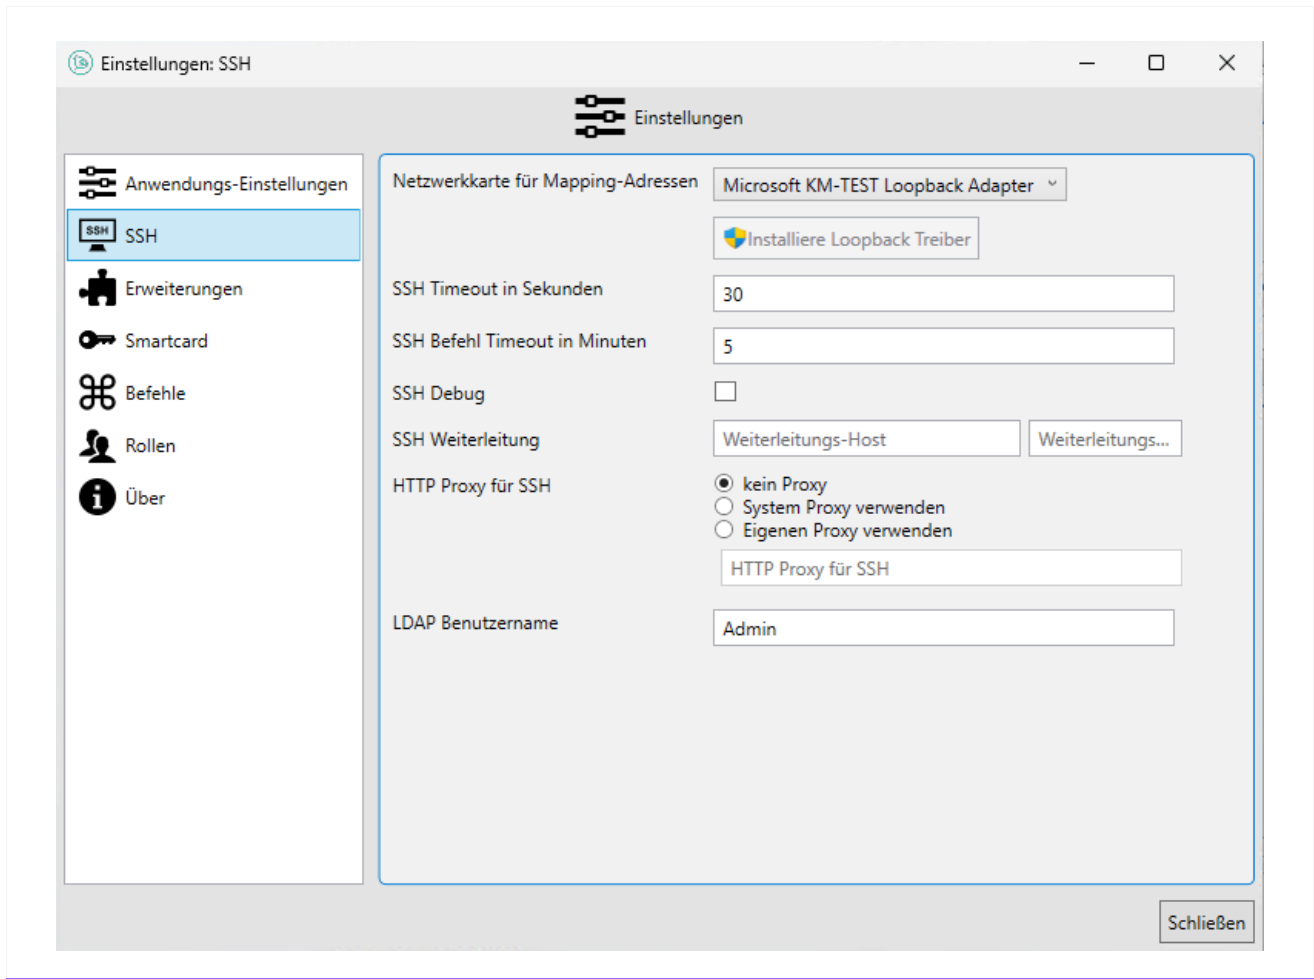 Einstellungen: SSH
Einstellungen
Anwendungs-Einstellungen
SSH
SSH
Erweiterungen
Smartcard
Befehle
Rollen
Über
Netzwerkkarte für Mapping-Adressen
Microsoft KM-TEST Loopback Adapter
Installiere Loopback Treiber
SSH Timeout in Sekunden
30
SSH Befehl Timeout in Minuten
5
SSH Debug
SSH Weiterleitung
Weiterleitungs-Host
Weiterleitungs...
HTTP Proxy für SSH
kein Proxy
System Proxy verwenden
Eigenen Proxy verwenden
HTTP Proxy für SSH
LDAP Benutzername
Admin
Schließen